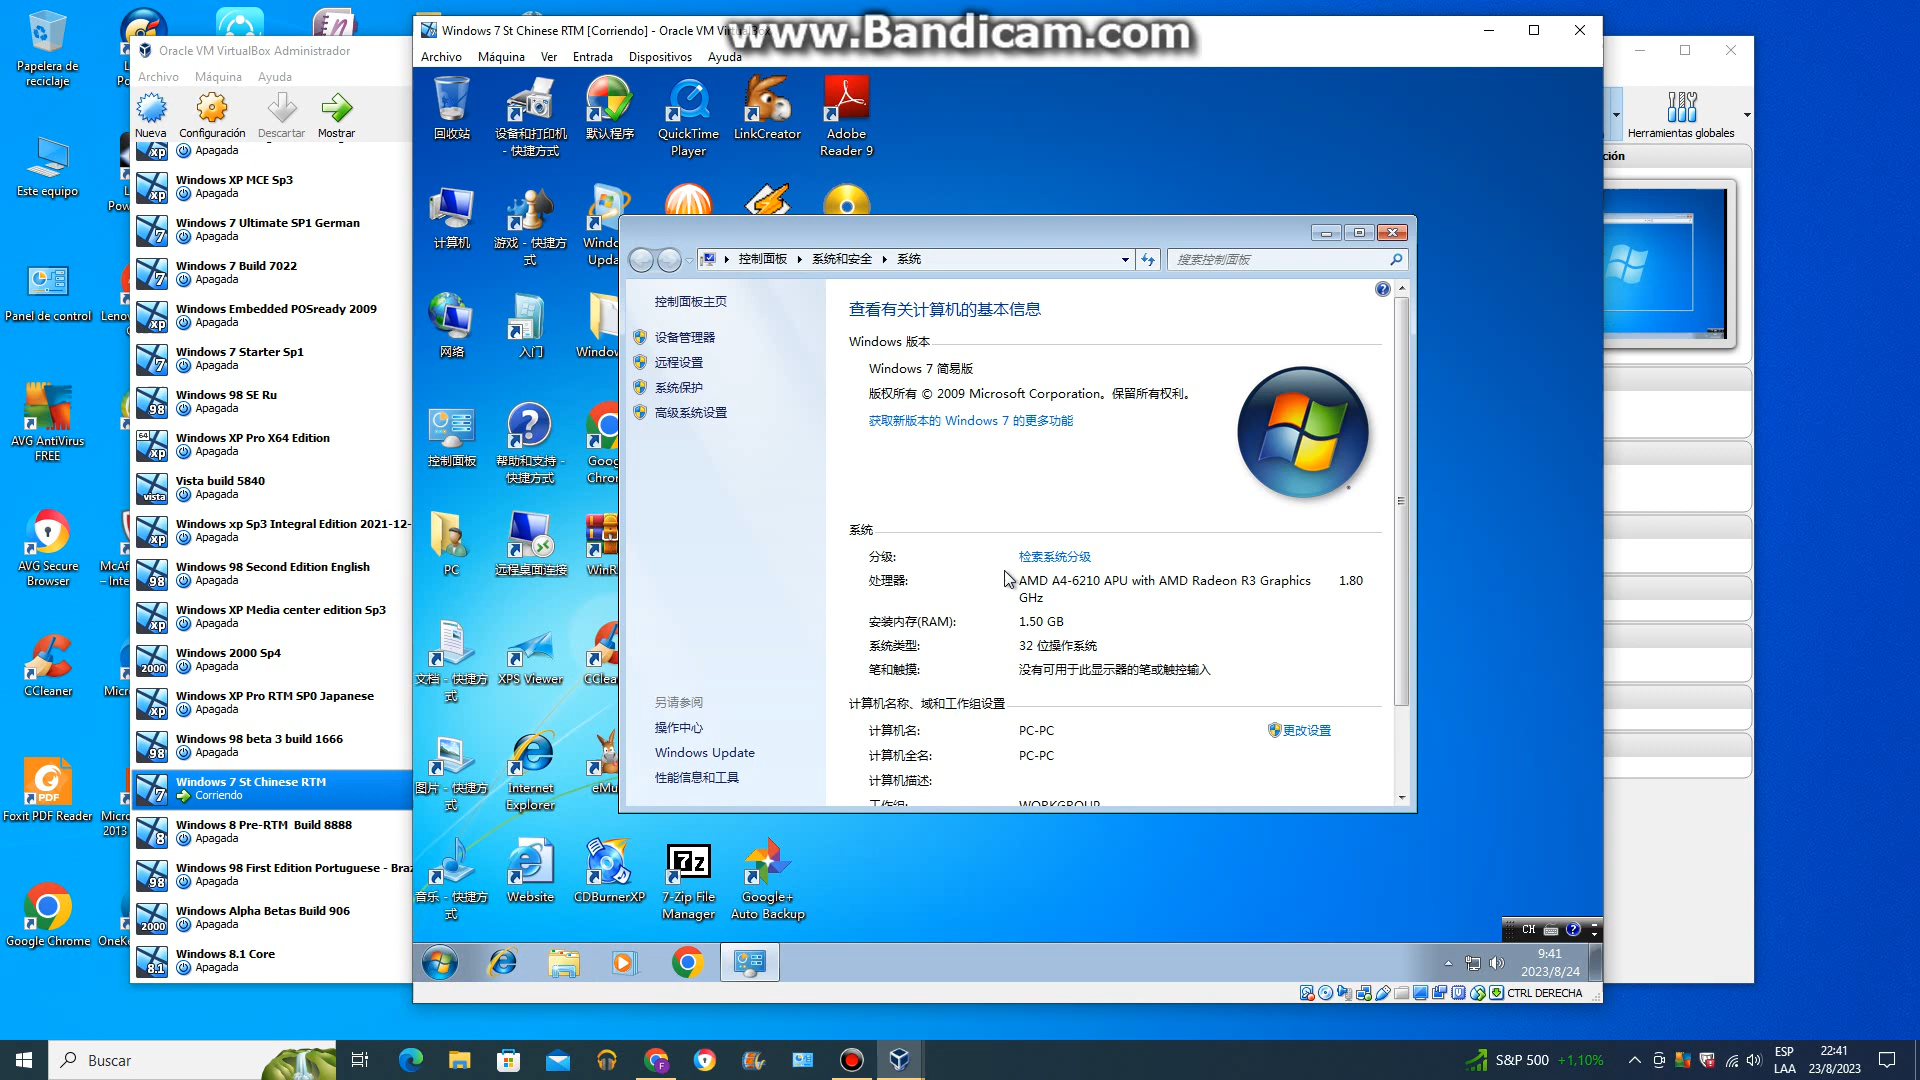 www.Bandicam.com
Papelera de
reciclaje
Este equipo
Panel de control
AVG AntiVirus
FREE
AVG Secure
Browser
CCleaner
Foxit PDF Reader
Google Chrome
Oracle VM VirtualBox Administrador
Archivo
Máquina
Ayuda
Nueva
Configuración
Descartar
Mostrar
Apagada
Windows XP MCE Sp3
Apagada
Windows 7 Ultimate SP1 German
Apagada
Windows 7 Build 7022
Apagada
Windows Embedded POSready 2009
Apagada
Windows 7 Starter Sp1
Apagada
Windows 98 SE Ru
Apagada
Windows XP Pro X64 Edition
Apagada
Vista build 5840
Apagada
Windows xp Sp3 Integral Edition 2021-12-
Apagada
Windows 98 Second Edition English
Apagada
Windows XP Media center edition Sp3
Apagada
Windows 2000 Sp4
Apagada
Windows XP Pro RTM SP0 Japanese
Apagada
Windows 98 beta 3 build 1666
Apagada
Windows 7 St Chinese RTM
Corriendo
Windows 8 Pre-RTM Build 8888
Apagada
Windows 98 First Edition Portuguese - Braz
Apagada
Windows Alpha Betas Build 906
Apagada
Windows 8.1 Core
Apagada
Windows 7 St Chinese RTM [Corriendo] - Oracle VM
Archivo
Máquina
Ver
Entrada
Dispositivos
Ayuda
回收站
设备和打印机
- 快捷方式
默认程序
QuickTime
Player
LinkCreator
Adobe
Reader 9
计算机
游戏 - 快捷方
式
网络
入门
控制面板
帮助和支持 -
快捷方式
PC
远程桌面连接
文档 - 快捷方
式
XPS Viewer
图片 - 快捷方
式
Internet
Explorer
音乐 - 快捷方
式
Website
CDBurnerXP
7-Zip File
Manager
Google+
Auto Backup
控制面板
系统和安全
系统
搜索控制面板
控制面板主页
设备管理器
远程设置
系统保护
高级系统设置
另请参阅
操作中心
Windows Update
性能信息和工具
查看有关计算机的基本信息
Windows 版本
Windows 7 简易版
版权所有 © 2009 Microsoft Corporation。保留所有权利。
获取新版本的 Windows 7 的更多功能
系统
分级:
检索系统分级
处理器:
AMD A4-6210 APU with AMD Radeon R3 Graphics 1.80
GHz
安装内存(RAM):
1.50 GB
系统类型:
32 位操作系统
笔和触摸:
没有可用于此显示器的笔或触控输入
计算机名称、域和工作组设置
计算机名:
PC-PC
更改设置
计算机全名:
PC-PC
计算机描述:
工作组:
WORKGROUP
CH
9:41
2023/8/24
CTRL DERECHA
Herramientas globales
ción
Buscar
S&P 500 +1,10%
ESP
LAA
22:41
23/8/2023